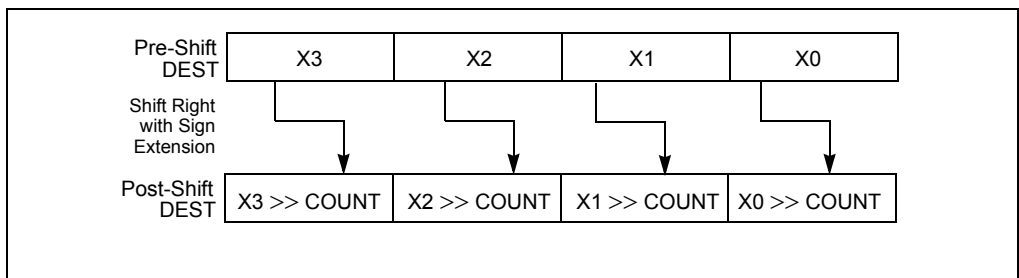 Pre-Shift
DEST
X3 X2 X1 X0
Shift Right
with Sign
Extension
Post-Shift
DEST
X3 >> COUNT X2 >> COUNT X1 >> COUNT X0 >> COUNT